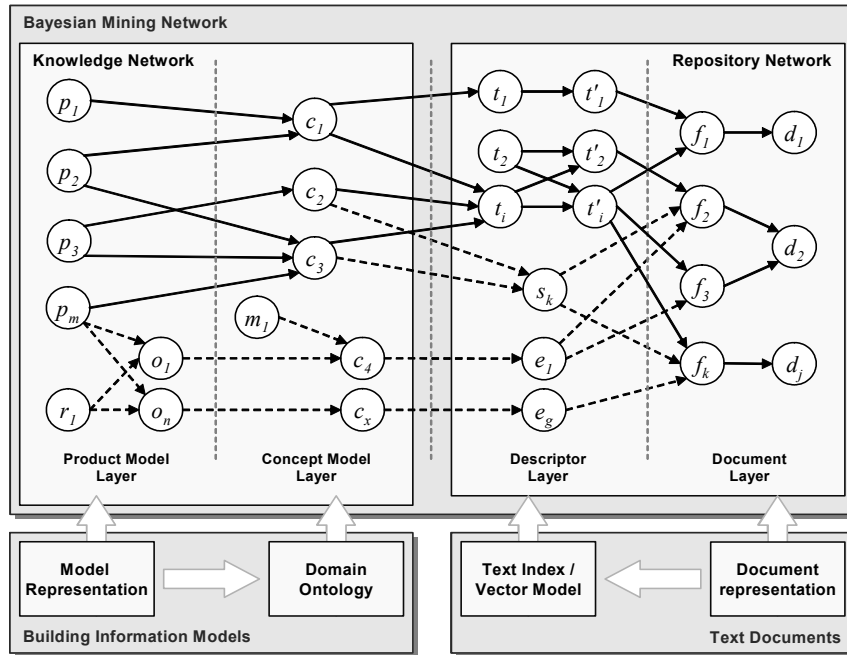 Bayesian Mining Network
Knowledge Network
Repository Network
p1
p2
p3
pm
r1
o1
on
c1
c2
c3
m1
c4
cx
t1
t2
ti
t'1
t'2
t'i
sk
e1
eg
f1
f2
f3
fk
d1
d2
dj
Product Model
Layer
Concept Model
Layer
Descriptor
Layer
Document
Layer
Model
Representation
Domain
Ontology
Text Index /
Vector Model
Document
representation
Building Information Models
Text Documents